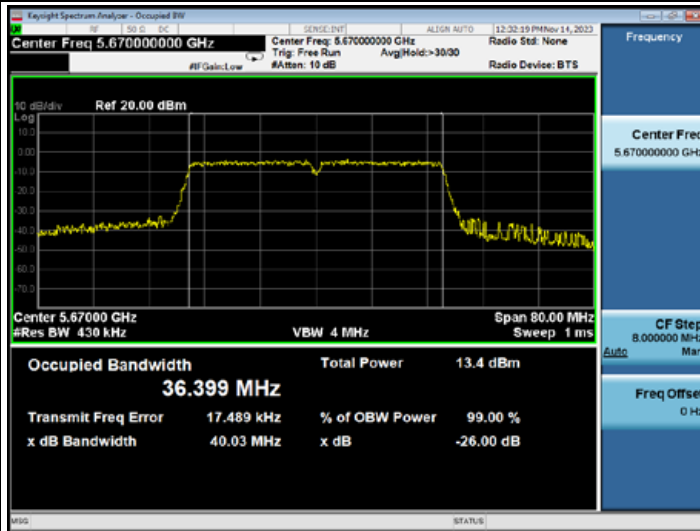 Keysight Spectrum Analyzer - Occupied BW
RF 50 Ω DC SENSE:INT ALIGN AUTO 12:32:19 PM Nov 14, 2023
Center Freq 5.670000000 GHz
Center Freq: 5.670000000 GHz
Radio Std: None
Trig: Free Run Avg|Hold:>30/30
#IFGain:Low
#Atten: 10 dB
Radio Device: BTS
10 dB/div Ref 20.00 dBm
Log
10.0
0.00
-10.0
-20.0
-30.0
-40.0
-50.0
-60.0
-70.0
Center 5.67000 GHz Span 80.00 MHz
#Res BW 430 kHz VBW 4 MHz Sweep 1 ms
Occupied Bandwidth
36.399 MHz
Total Power 13.4 dBm
Transmit Freq Error 17.489 kHz
% of OBW Power 99.00 %
x dB Bandwidth 40.03 MHz
x dB -26.00 dB
Frequency
Center Freq
5.670000000 GHz
CF Step
8.000000 MHz
Auto Man
Freq Offset
0 Hz
MSG STATUS